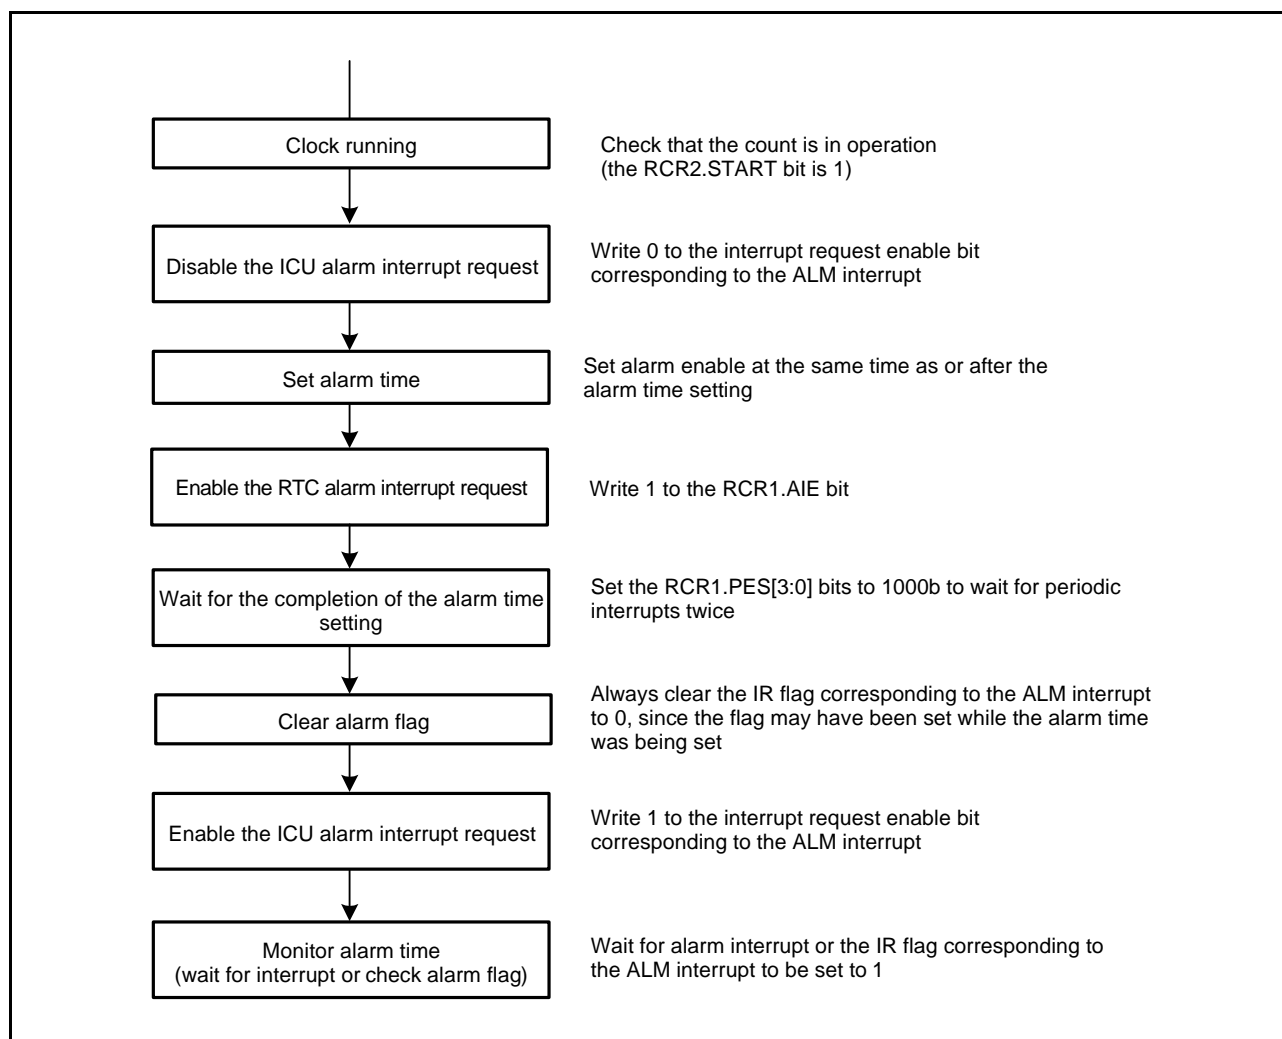 Clock running
Check that the count is in operation
(the RCR2.START bit is 1)
Disable the ICU alarm interrupt request
Write 0 to the interrupt request enable bit
corresponding to the ALM interrupt
Set alarm time
Set alarm enable at the same time as or after the
alarm time setting
Enable the RTC alarm interrupt request
Write 1 to the RCR1.AIE bit
Wait for the completion of the alarm time
setting
Set the RCR1.PES[3:0] bits to 1000b to wait for periodic
interrupts twice
Clear alarm flag
Always clear the IR flag corresponding to the ALM interrupt
to 0, since the flag may have been set while the alarm time
was being set
Enable the ICU alarm interrupt request
Write 1 to the interrupt request enable bit
corresponding to the ALM interrupt
Monitor alarm time
(wait for interrupt or check alarm flag)
Wait for alarm interrupt or the IR flag corresponding to
the ALM interrupt to be set to 1